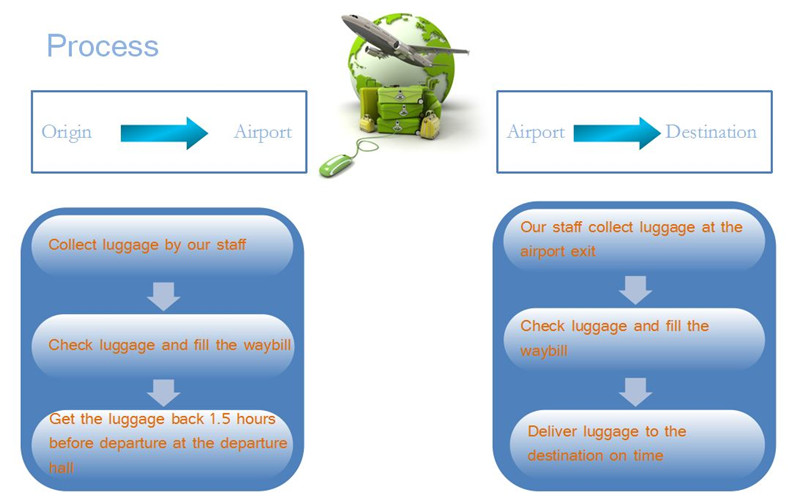 Process
Origin
Airport
Airport
Destination
Collect luggage by our staff
Check luggage and fill the waybill
Get the luggage back 1.5 hours
before departure at the departure
hall
Our staff collect luggage at the
airport exit
Check luggage and fill the
waybill
Deliver luggage to the
destination on time